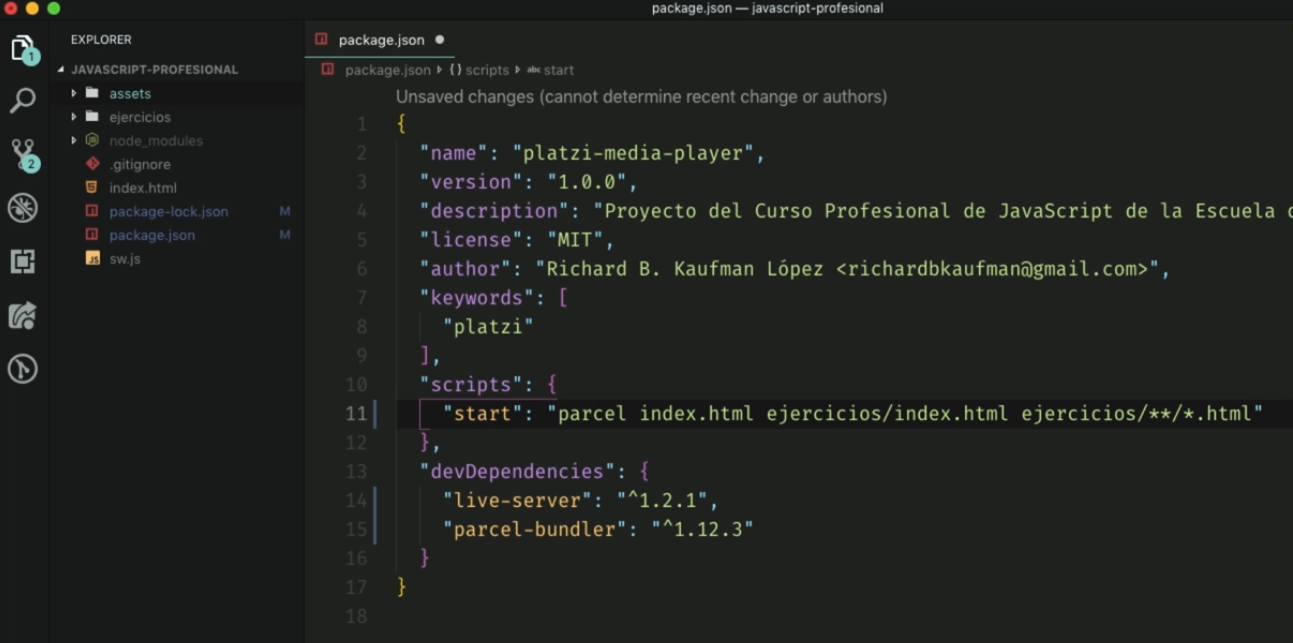 package.json — javascript-profesional
EXPLORER
JAVASCRIPT-PROFESIONAL
assets
ejercicios
node_modules
.gitignore
index.html
package-lock.json M
package.json M
sw.js
1
2
package.json
package.json {} scripts abc start
Unsaved changes (cannot determine recent change or authors)
1 {
2 "name": "platzi-media-player",
3 "version": "1.0.0",
4 "description": "Proyecto del Curso Profesional de JavaScript de la Escuela
5 "license": "MIT",
6 "author": "Richard B. Kaufman López <richardbkaufman@gmail.com>",
7 "keywords": [
8 "platzi"
9 ],
10 "scripts": {
11 "start": "parcel index.html ejercicios/index.html ejercicios/**/*.html"
12 },
13 "devDependencies": {
14 "live-server": "^1.2.1",
15 "parcel-bundler": "^1.12.3"
16 }
17 }
18